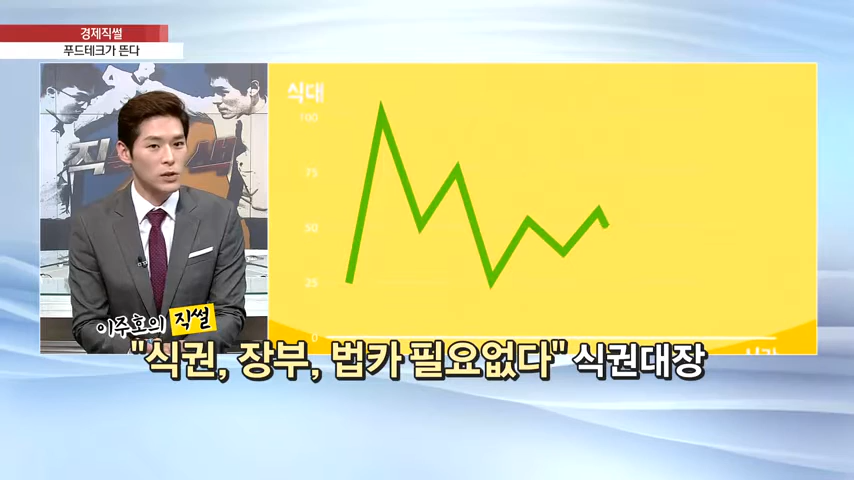 경제직썰
푸드테크가 뜬다
식대
100
75
50
25
0
시간
이주호의 직썰
"식권, 장부, 법카 필요없다" 식권대장